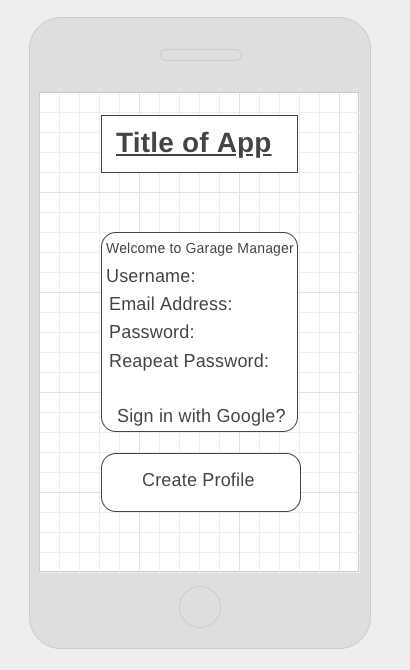 Title of App
Welcome to Garage Manager
Username:
Email Address:
Password:
Reapeat Password:
Sign in with Google?
Create Profile